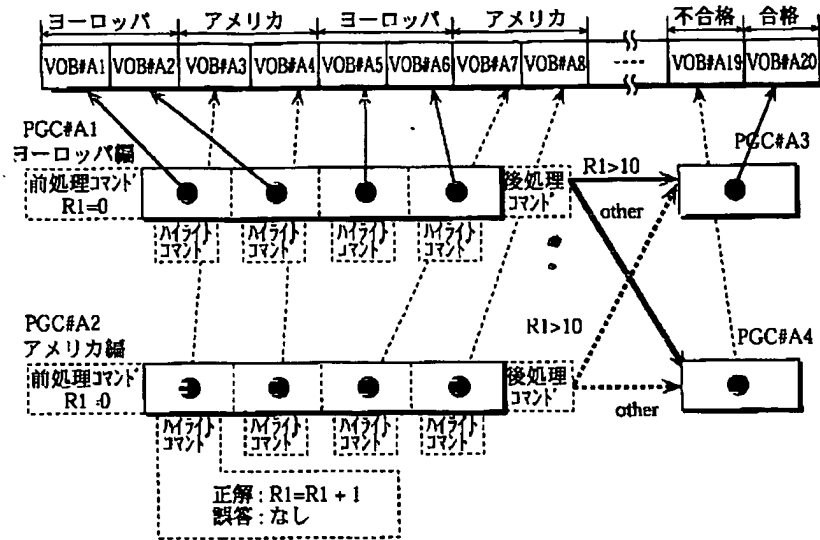 ヨーロッパ アメリカ ヨーロッパ アメリカ 不合格 合格
VOB#A1 VOB#A2 VOB#A3 VOB#A4 VOB#A5 VOB#A6 VOB#A7 VOB#A8 ---- VOB#A19 VOB#A20
PGC#A1
ヨーロッパ編
前処理コマンド
R1=0
ハイライト
コマンド
ハイライト
コマンド
ハイライト
コマンド
ハイライト
コマンド
後処理
コマンド
R1>10
other
PGC#A3
PGC#A2
アメリカ編
前処理コマンド
R1=0
ハイライト
コマンド
ハイライト
コマンド
ハイライト
コマンド
ハイライト
コマンド
後処理
コマンド
R1>10
other
PGC#A4
正解:R1=R1+1
誤答:なし